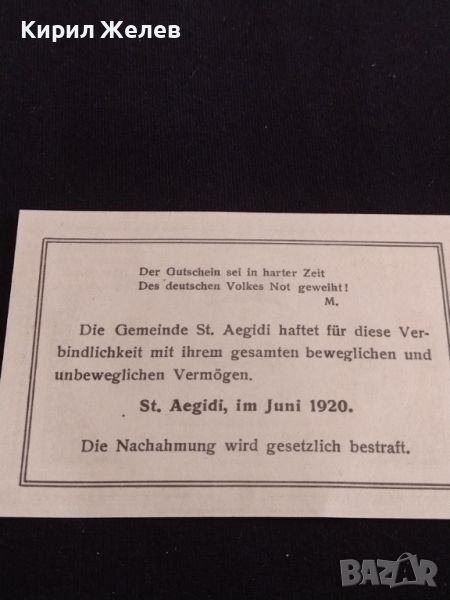 Кирил Желев
Der Gutschein sei in harter Zeit
Des deutschen Volkes Not geweiht!
M.
Die Gemeinde St. Aegidi haftet für diese Ver-
bindlichkeit mit ihrem gesamten beweglichen und
unbeweglichen Vermögen.
St. Aegidi, im Juni 1920.
Die Nachahmung wird gesetzlich bestraft.
BAZAR